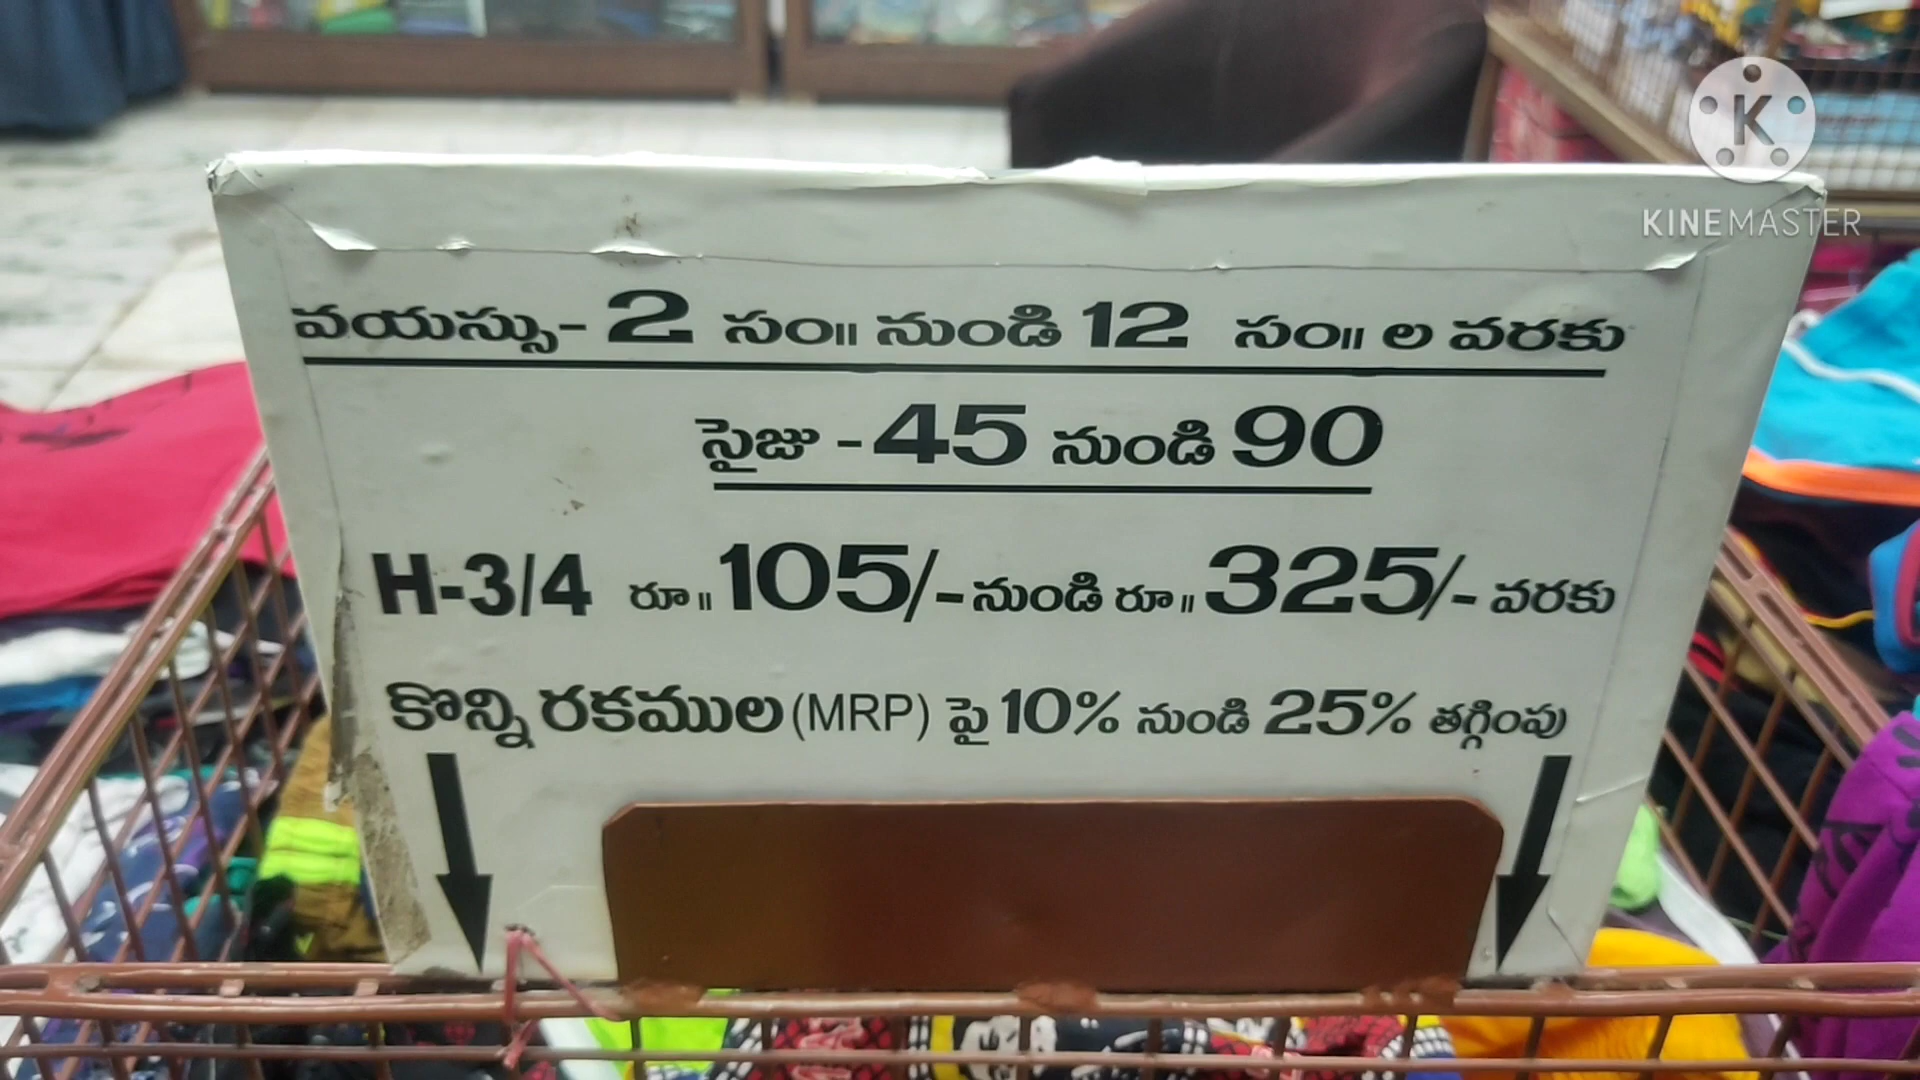 K
KINEMASTER
వయస్సు- 2 సం॥ నుండి 12 సం॥ ల వరకు
సైజు - 45 నుండి 90
H-3/4 రూ॥ 105/- నుండి రూ॥ 325/- వరకు
కొన్ని రకముల (MRP) పై 10% నుండి 25% తగ్గింపు